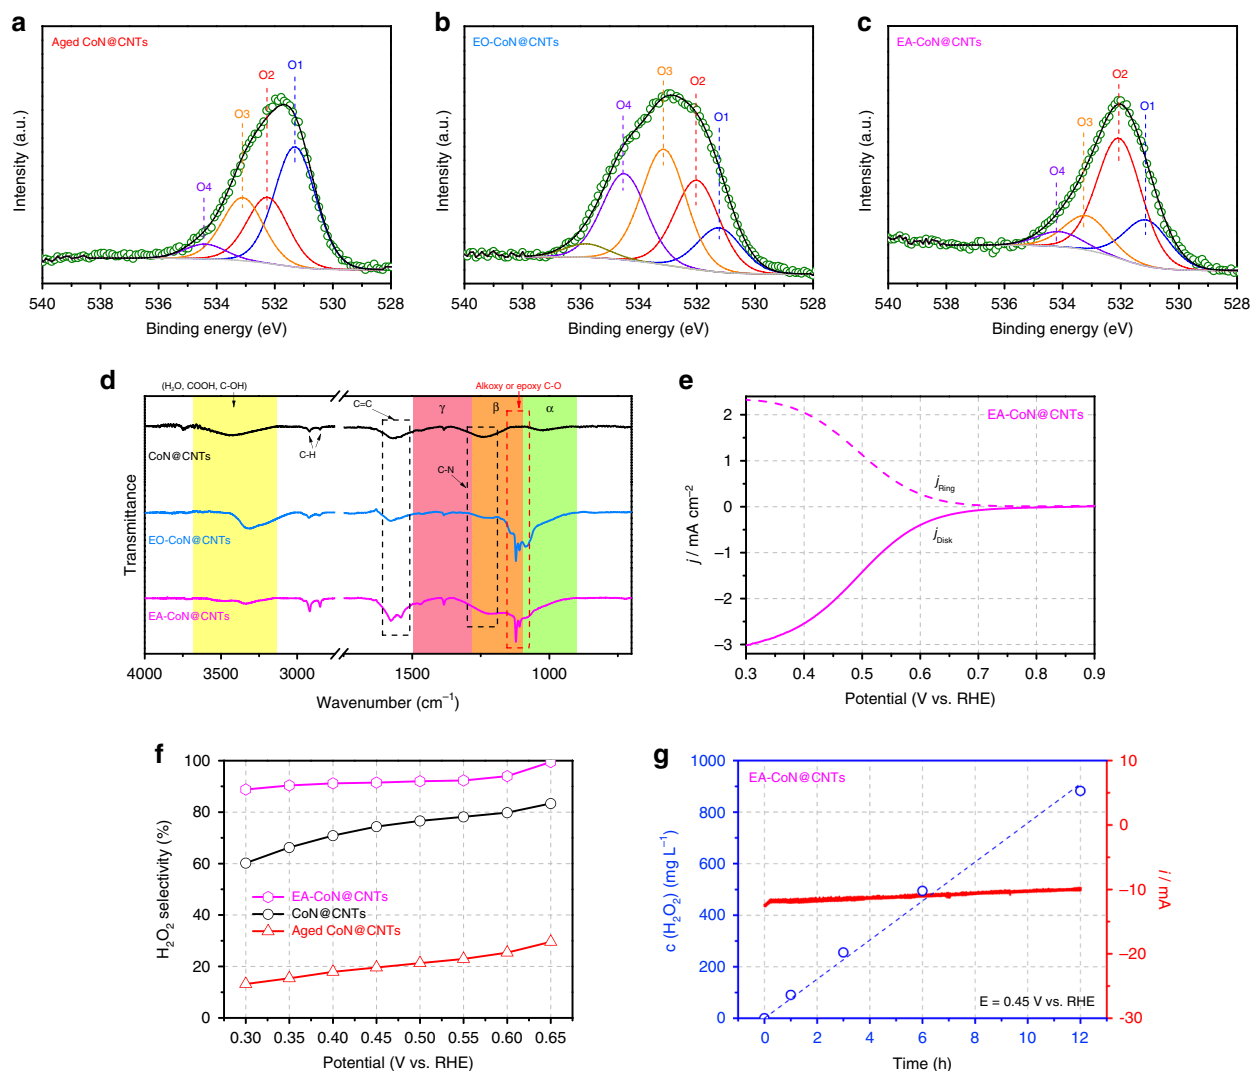 a
Aged CoN@CNTs
O1
O2
O3
O4
Intensity (a.u.)
540 538 536 534 532 530 528
Binding energy (eV)
b
EO-CoN@CNTs
O3
O2
O4
O1
Intensity (a.u.)
540 538 536 534 532 530 528
Binding energy (eV)
c
EA-CoN@CNTs
O2
O1
O3
O4
Intensity (a.u.)
540 538 536 534 532 530 528
Binding energy (eV)
d
(H₂O, COOH, C-OH)
C=C
Alkoxy or epoxy C-O
γ
β
α
CoN@CNTs
C-H
C-N
EO-CoN@CNTs
EA-CoN@CNTs
Transmittance
4000 3000 1500 1000
Wavenumber (cm⁻¹)
e
EA-CoN@CNTs
2
1
0
−1
−2
−3
j / mA cm⁻²
j Ring
j Disk
0.3 0.4 0.5 0.6 0.7 0.8 0.9
Potential (V vs. RHE)
f
100
80
60
40
20
0
H₂O₂ selectivity (%)
EA-CoN@CNTs
CoN@CNTs
Aged CoN@CNTs
0.30 0.35 0.40 0.45 0.50 0.55 0.60 0.65
Potential (V vs. RHE)
g
EA-CoN@CNTs
1000
800
600
400
200
0
c (H₂O₂) (mg L⁻¹)
10
0
−10
−20
−30
i / mA
E = 0.45 V vs. RHE
0 2 4 6 8 10 12
Time (h)